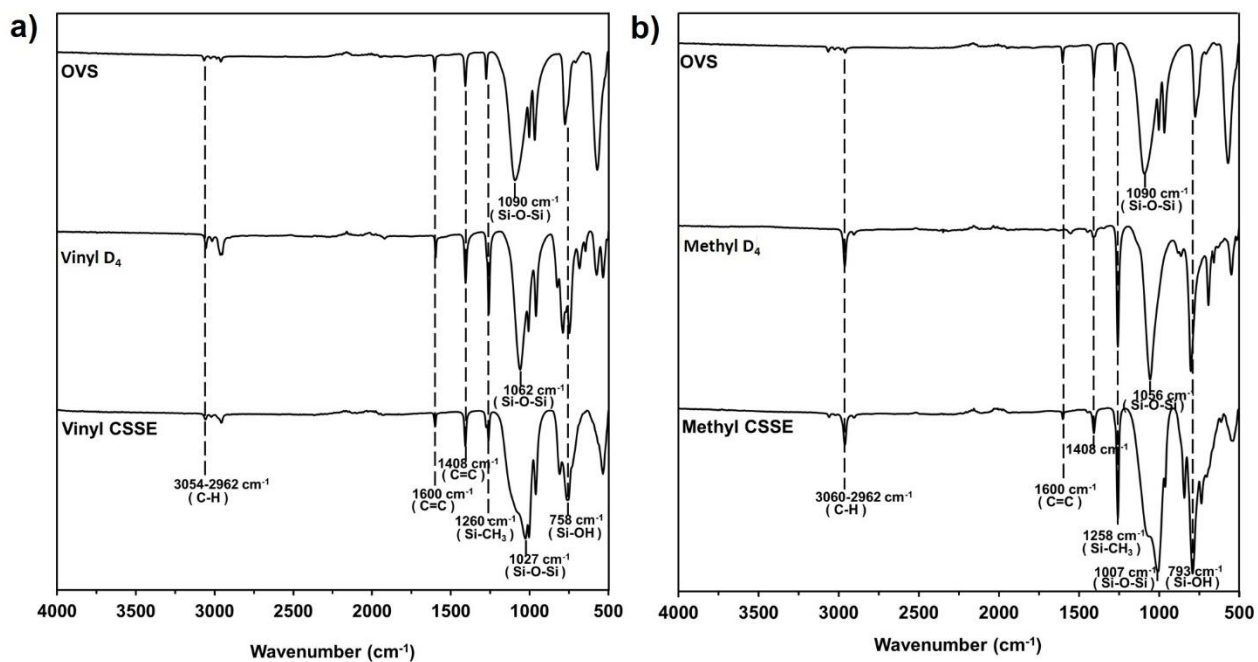 a)
OVS
1090 cm⁻¹
( Si-O-Si )
Vinyl D₄
1062 cm⁻¹
( Si-O-Si )
Vinyl CSSE
3054-2962 cm⁻¹
( C-H )
1408 cm⁻¹
( C=C )
1600 cm⁻¹
( C=C )
1260 cm⁻¹
( Si-CH₃ )
758 cm⁻¹
( Si-OH )
1027 cm⁻¹
( Si-O-Si )
4000 3500 3000 2500 2000 1500 1000 500
Wavenumber (cm⁻¹)
b)
OVS
1090 cm⁻¹
( Si-O-Si )
Methyl D₄
1056 cm⁻¹
( Si-O-Si )
Methyl CSSE
3060-2962 cm⁻¹
( C-H )
1408 cm⁻¹
1600 cm⁻¹
( C=C )
1258 cm⁻¹
( Si-CH₃ )
1007 cm⁻¹
( Si-O-Si )
793 cm⁻¹
( Si-OH )
4000 3500 3000 2500 2000 1500 1000 500
Wavenumber (cm⁻¹)